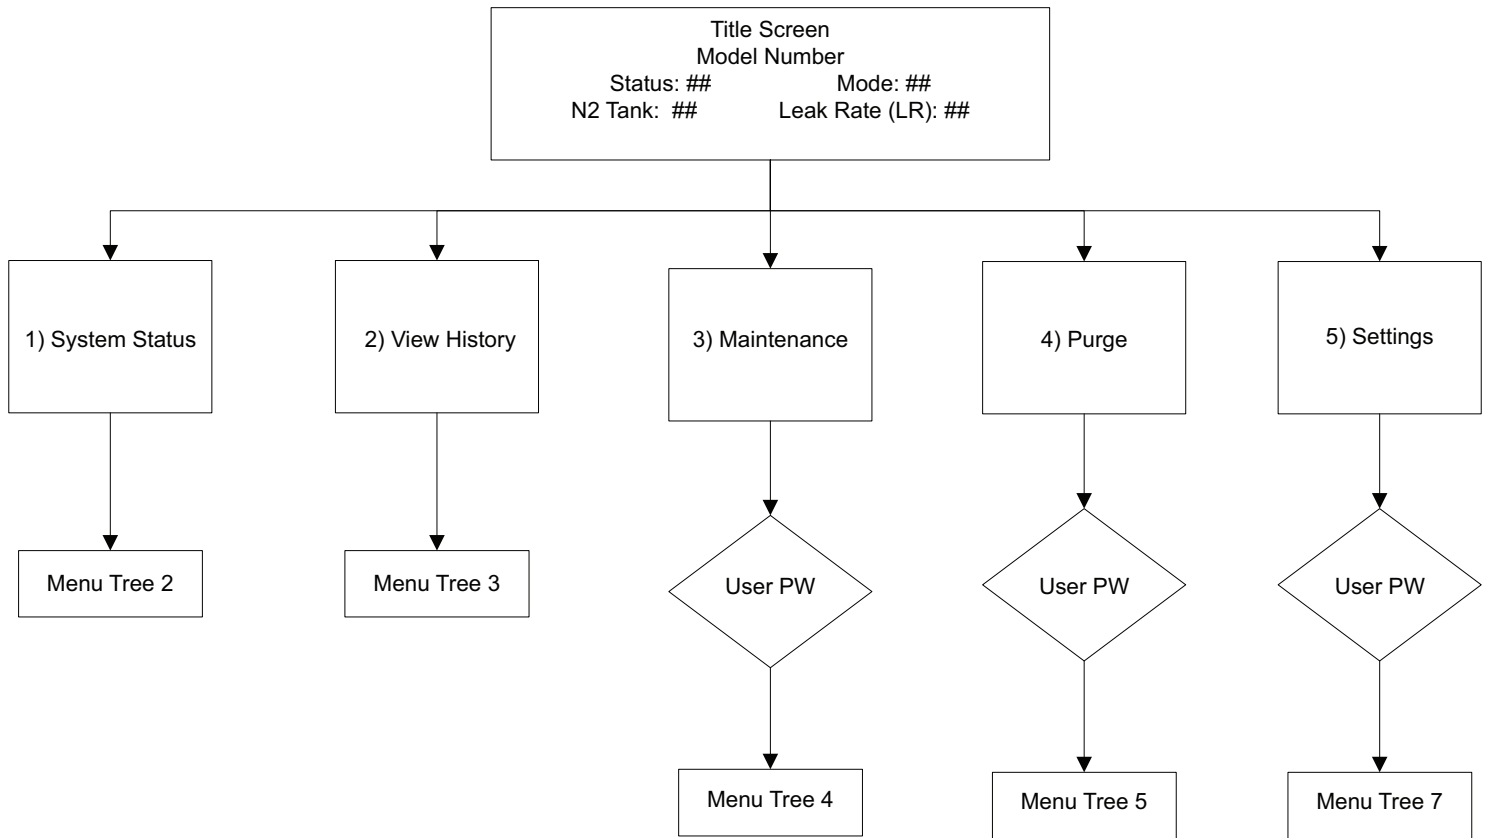 Title Screen
Model Number
Status: ## Mode: ##
N2 Tank: ## Leak Rate (LR): ##
1) System Status
2) View History
3) Maintenance
4) Purge
5) Settings
Menu Tree 2
Menu Tree 3
User PW
User PW
User PW
Menu Tree 4
Menu Tree 5
Menu Tree 7